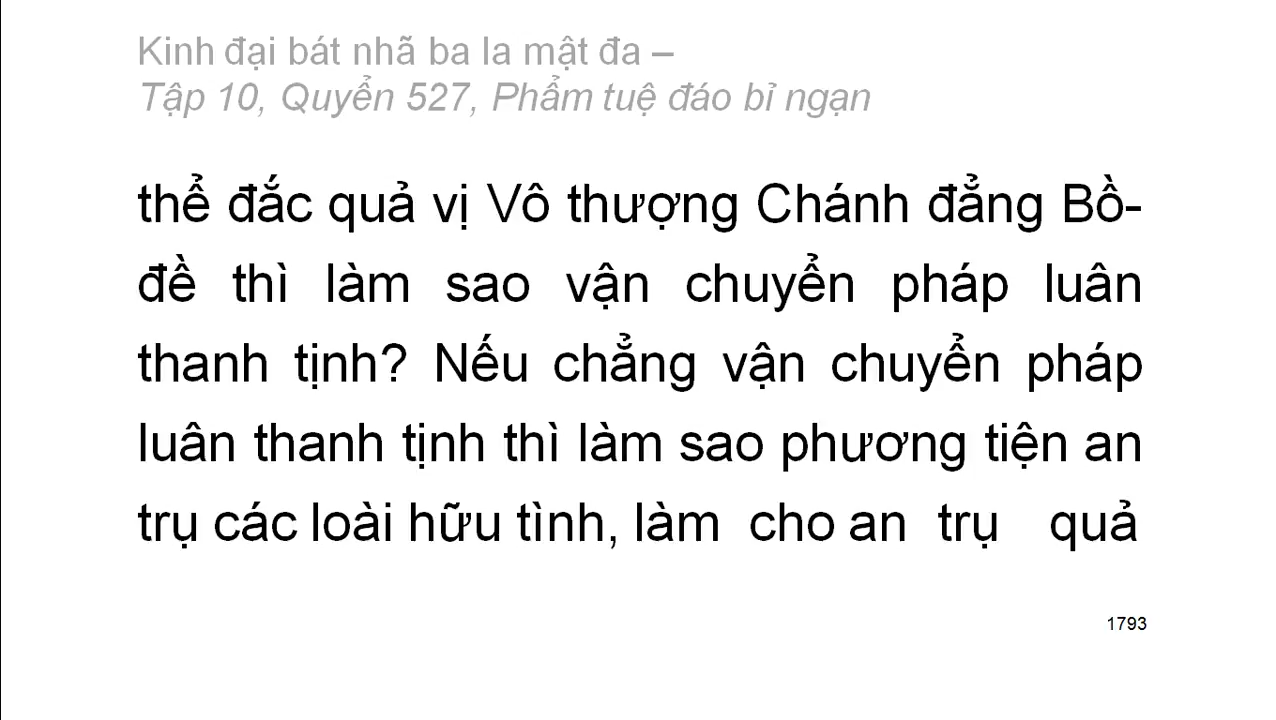 Kinh đại bát nhã ba la mật đa –
Tập 10, Quyển 527, Phẩm tuệ đáo bỉ ngạn
thể đắc quả vị Vô thượng Chánh đẳng Bồ-
đề thì làm sao vận chuyển pháp luân
thanh tịnh? Nếu chẳng vận chuyển pháp
luân thanh tịnh thì làm sao phương tiện an
trụ các loài hữu tình, làm cho an trụ quả
1793